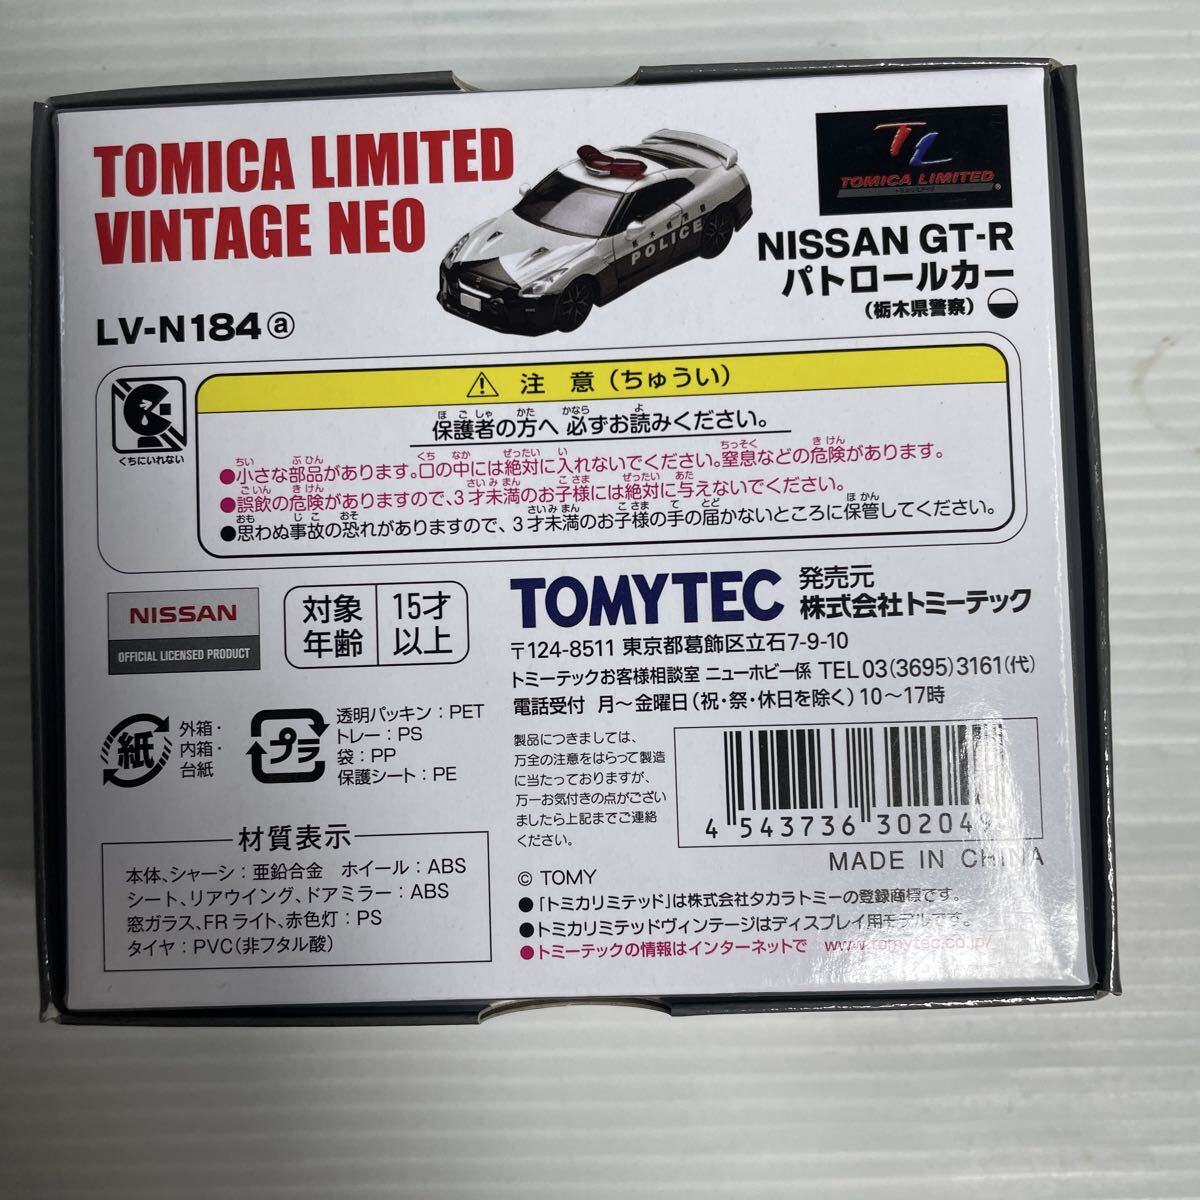 TOMICA LIMITED
VINTAGE NEO
LV-N184 ⓐ
栃木県警察
POLICE
TL
TOMICA LIMITED
NISSAN GT-R
パトロールカー
(栃木県警察)
くちにいれない
⚠ 注 意 (ちゅうい)
保護者の方へ 必ずお読みください。
●小さな部品があります。口の中には絶対に入れないでください。窒息などの危険があります。
●誤飲の危険がありますので、3才未満のお子様には絶対に与えないでください。
●思わぬ事故の恐れがありますので、3才未満のお子様の手の届かないところに保管してください。
NISSAN
OFFICIAL LICENSED PRODUCT
対象年齢
15才以上
TOMYTEC
発売元
株式会社トミーテック
〒124-8511 東京都葛飾区立石7-9-10
トミーテックお客様相談室 ニューホビー係 TEL 03(3695)3161(代)
電話受付 月〜金曜日(祝・祭・休日を除く)10〜17時
紙
外箱・
内箱・
台紙
プラ
透明パッキン:PET
トレー:PS
袋:PP
保護シート:PE
製品につきましては、
万全の注意をはらって製造
に当たっておりますが、
万一お気付きの点がござい
ましたら上記までご連絡
ください。
4 543736 30204
MADE IN CHINA
材質表示
本体、シャーシ:亜鉛合金 ホイール:ABS
シート、リアウイング、ドアミラー:ABS
窓ガラス、FRライト、赤色灯:PS
タイヤ:PVC(非フタル酸)
© TOMY
●「トミカリミテッド」は株式会社タカラトミーの登録商標です。
●トミカリミテッドヴィンテージはディスプレイ用モデルです。
●トミーテックの情報はインターネットで www.tomytec.co.jp/